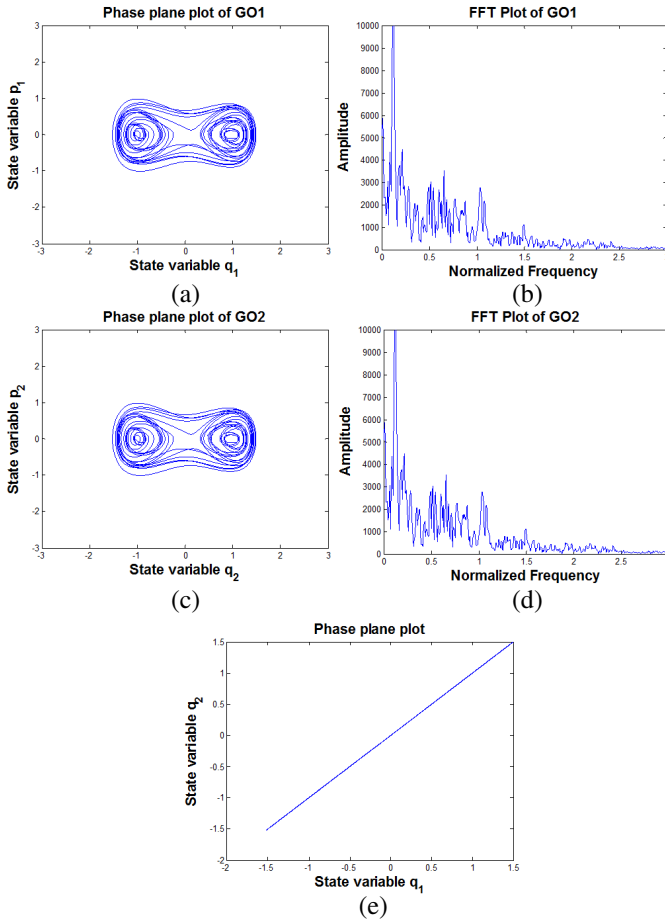 Phase plane plot of GO1
State variable p1
3
2
1
0
-1
-2
-3
-3 -2 -1 0 1 2 3
State variable q1
(a)
FFT Plot of GO1
Amplitude
10000
9000
8000
7000
6000
5000
4000
3000
2000
1000
0
0 0.5 1 1.5 2 2.5
Normalized Frequency
(b)
Phase plane plot of GO2
State variable p2
3
2
1
0
-1
-2
-3
-3 -2 -1 0 1 2 3
State variable q2
(c)
FFT Plot of GO2
Amplitude
10000
9000
8000
7000
6000
5000
4000
3000
2000
1000
0
0 0.5 1 1.5 2 2.5
Normalized Frequency
(d)
Phase plane plot
State variable q2
1.5
1
0.5
0
-0.5
-1
-1.5
-2
-2 -1.5 -1 -0.5 0 0.5 1 1.5
State variable q1
(e)